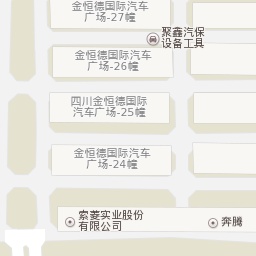 金恒德国际汽车
广场-27幢
聚鑫汽保
设备工具
金恒德国际汽车
广场-26幢
四川金恒德国际
汽车广场-25幢
金恒德国际汽车
广场-24幢
索菱实业股份
有限公司
奔腾